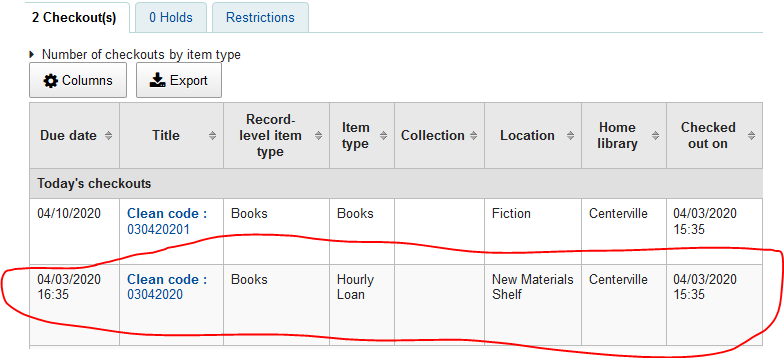 2 Checkout(s) 0 Holds Restrictions
Number of checkouts by item type
Columns Export
Due date Title Record-level item type Item type Collection Location Home library Checked out on
Today's checkouts
04/10/2020 Clean code : Books Books Fiction Centerville 04/03/2020
030420201 15:35
04/03/2020 Clean code : Books Hourly New Materials Centerville 04/03/2020
16:35 03042020 Loan Shelf 15:35